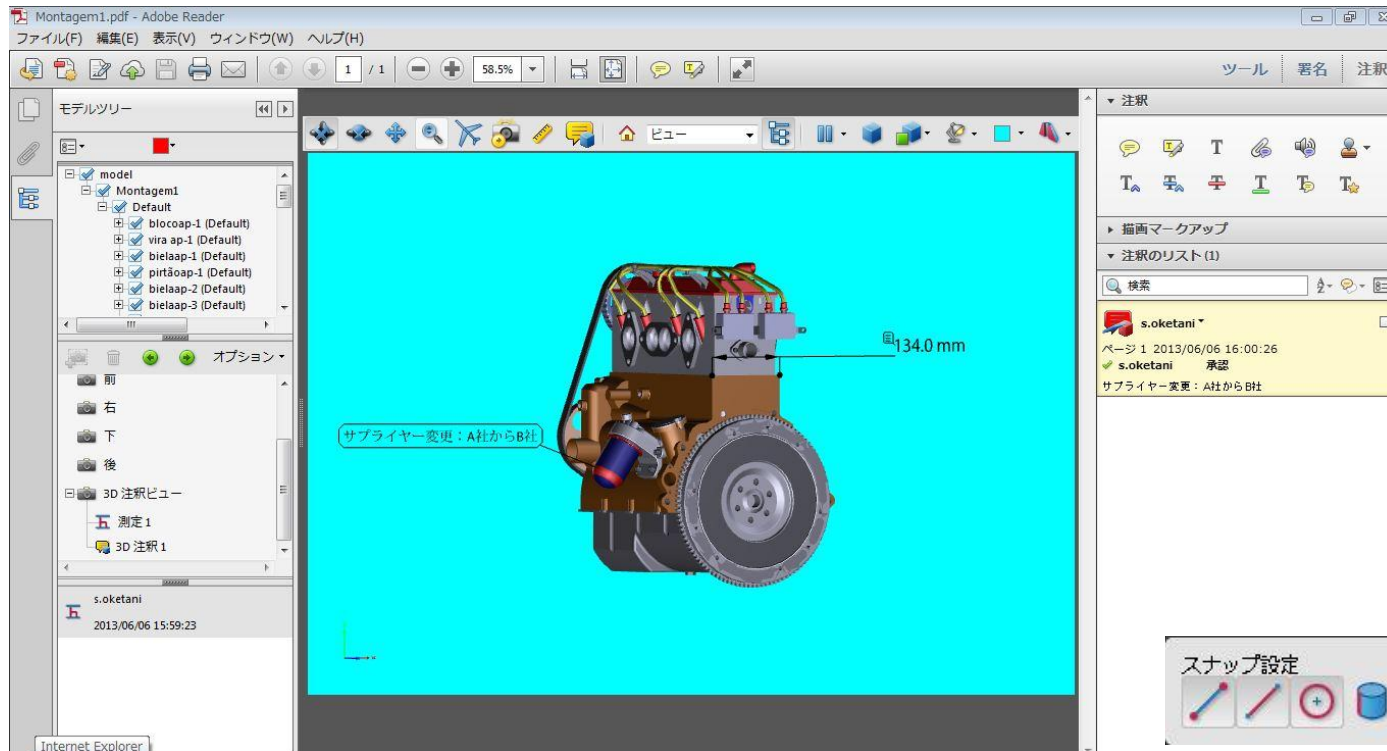 Montagem1.pdf - Adobe Reader
ファイル(F) 編集(E) 表示(V) ウィンドウ(W) ヘルプ(H)
1 / 1 58.5% ツール 署名 注釈
モデルツリー
model
Montagem1
Default
blocoap-1 (Default)
vira ap-1 (Default)
bielaap-1 (Default)
pirtãoap-1 (Default)
bielaap-2 (Default)
bielaap-3 (Default)
オプション
前
右
下
後
3D 注釈ビュー
測定1
3D 注釈1
s.oketani
2013/06/06 15:59:23
Internet Explorer
ビュー
134.0 mm
サプライヤー変更：A社からB社
注釈
描画マークアップ
注釈のリスト (1)
検索
s.oketani
ページ 1 2013/06/06 16:00:26
s.oketani 承認
サプライヤー変更：A社からB社
スナップ設定